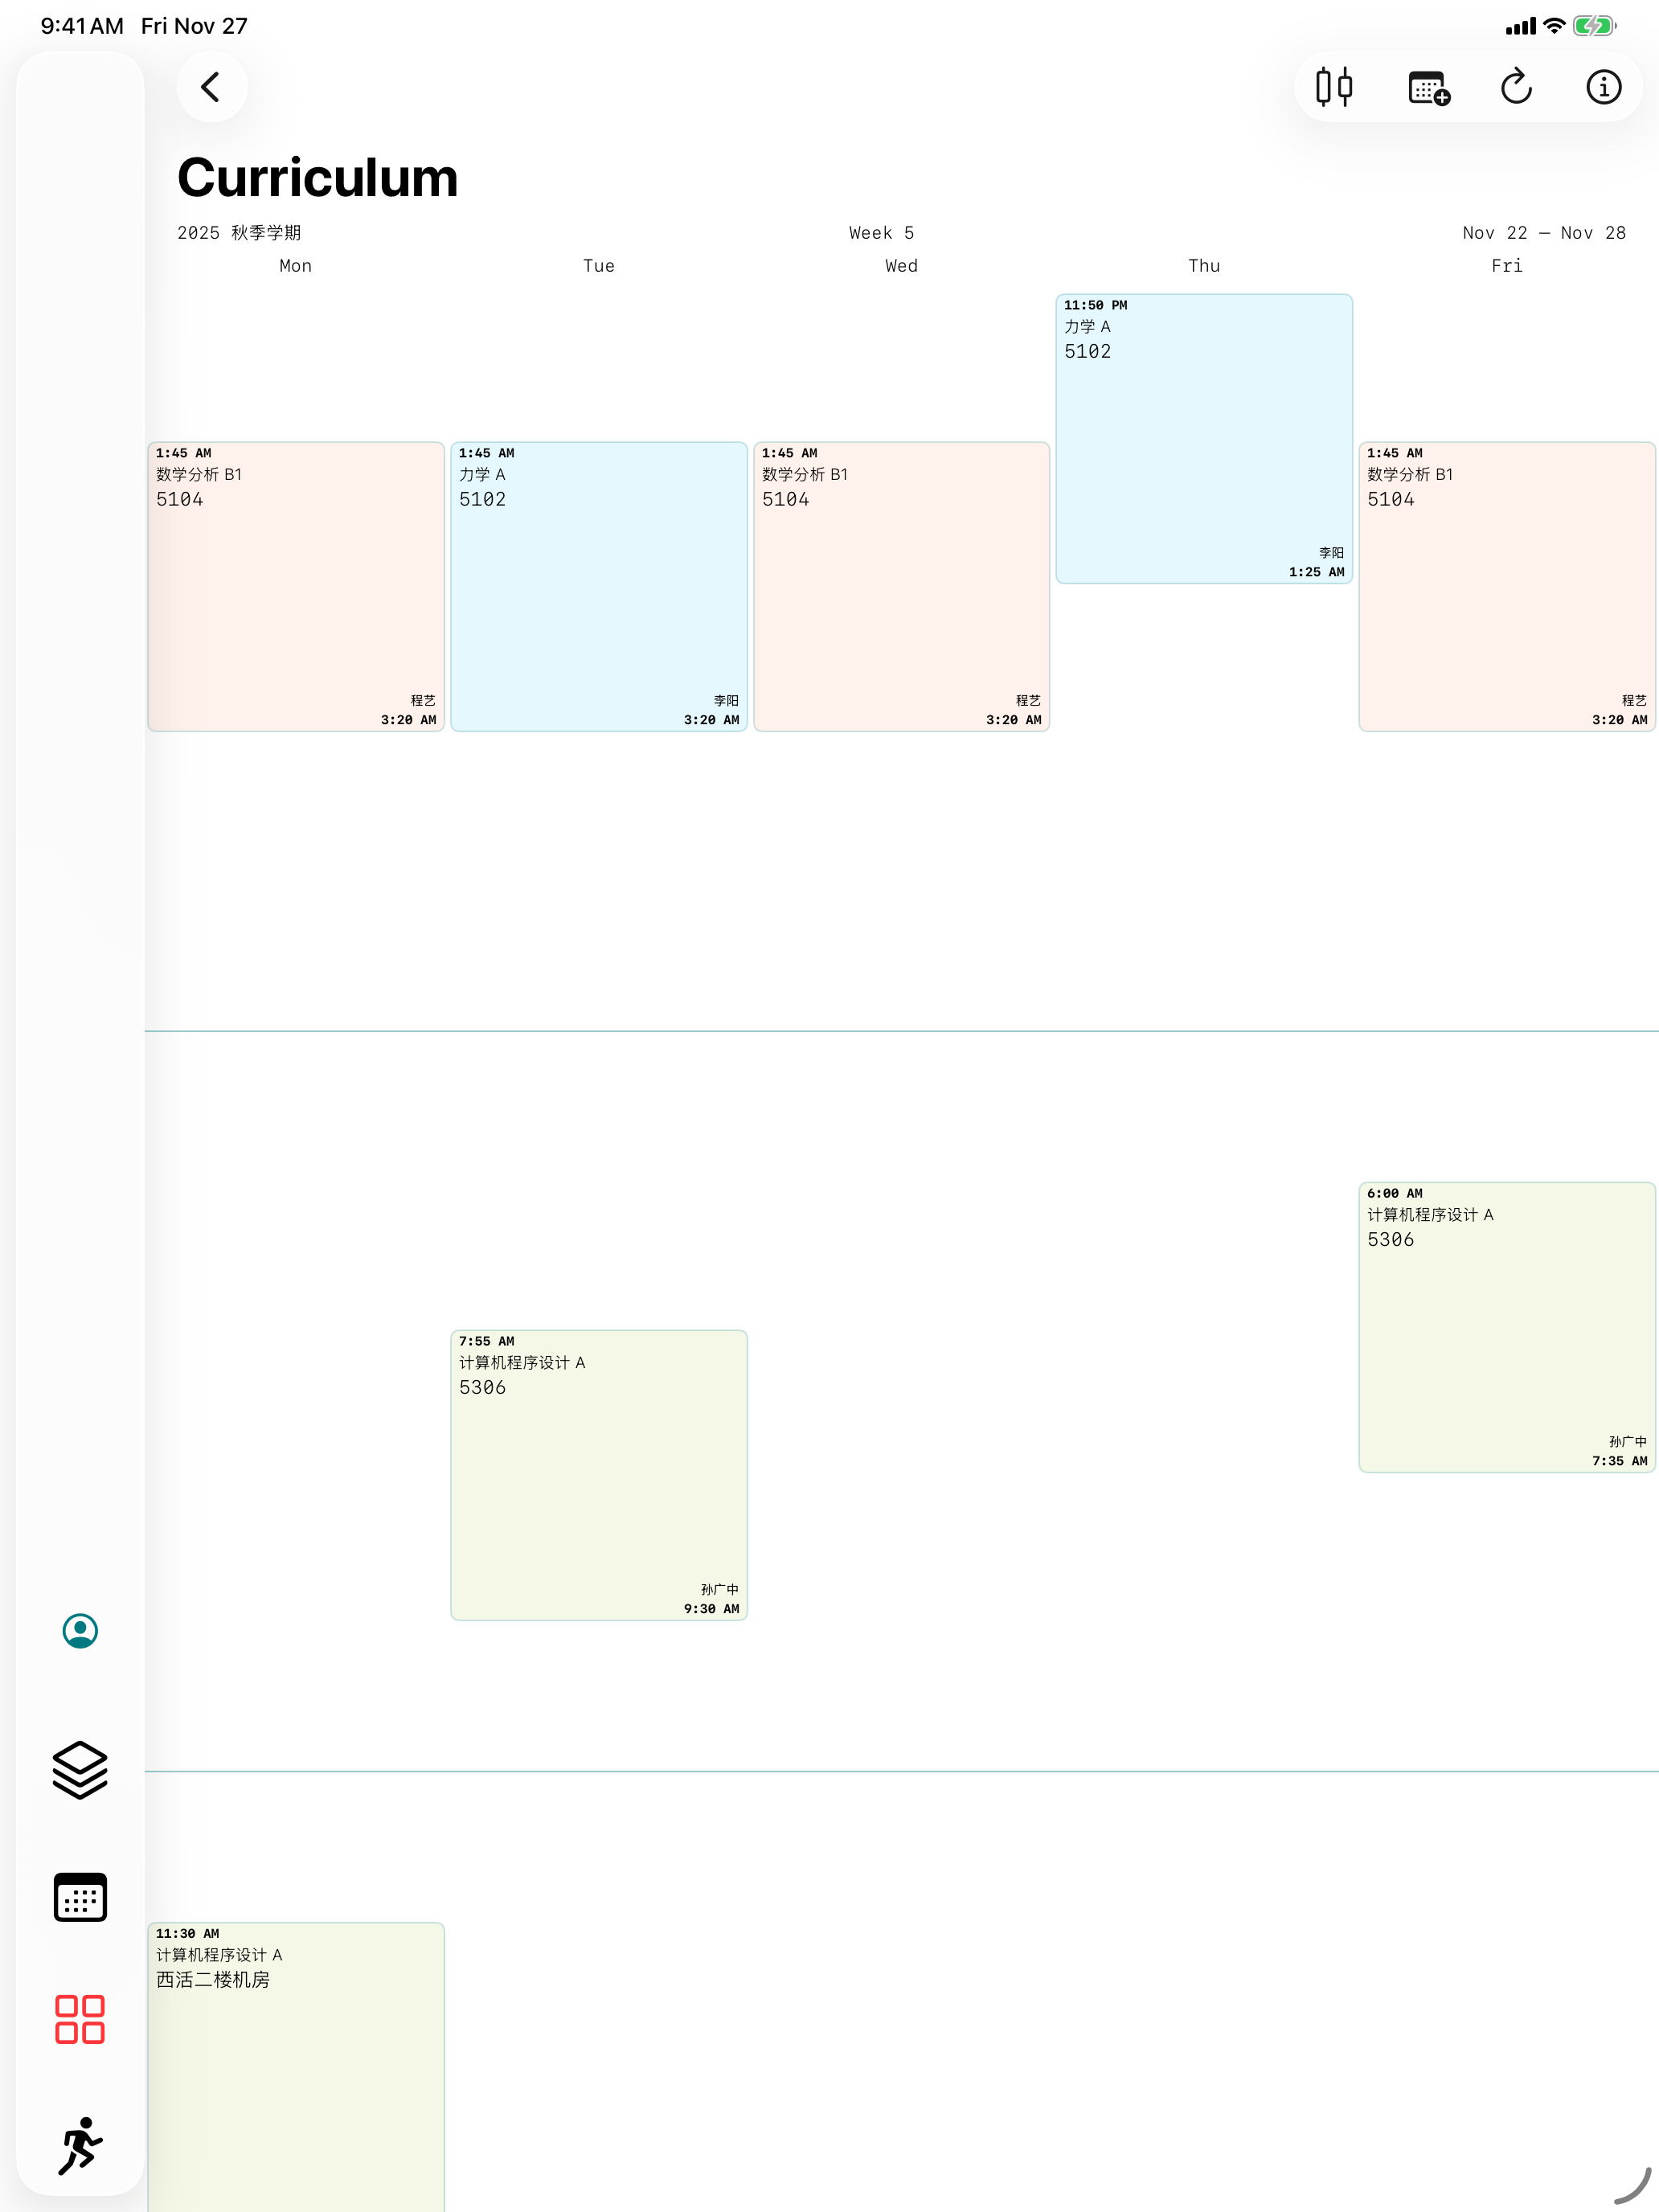 9:41 AM Fri Nov 27
Curriculum
2025 秋季学期 Week 5 Nov 22 — Nov 28
Mon Tue Wed Thu Fri
11:50 PM
力学 A
5102
李阳
1:25 AM
1:45 AM
数学分析 B1
5104
程艺
3:20 AM
1:45 AM
力学 A
5102
李阳
3:20 AM
1:45 AM
数学分析 B1
5104
程艺
3:20 AM
1:45 AM
数学分析 B1
5104
程艺
3:20 AM
6:00 AM
计算机程序设计 A
5306
孙广中
7:35 AM
7:55 AM
计算机程序设计 A
5306
孙广中
9:30 AM
11:30 AM
计算机程序设计 A
西活二楼机房